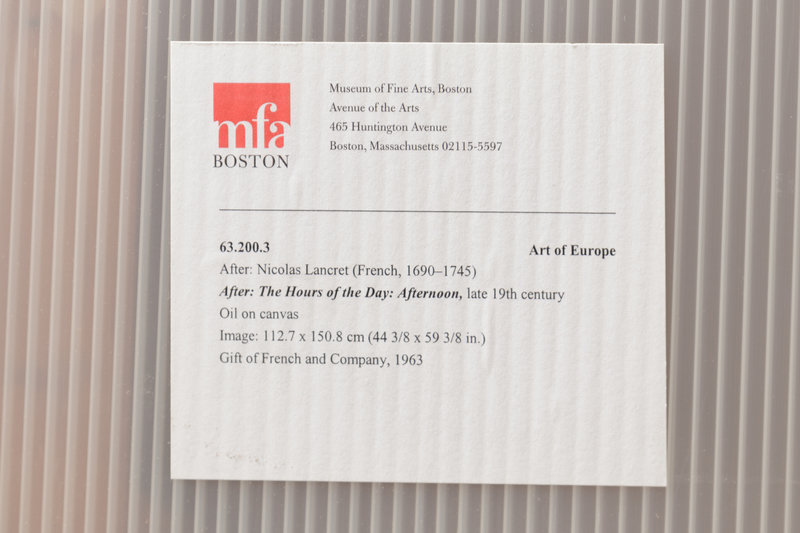 mfa
BOSTON
Museum of Fine Arts, Boston
Avenue of the Arts
465 Huntington Avenue
Boston, Massachusetts 02115-5597
63.200.3 Art of Europe
After: Nicolas Lancret (French, 1690–1745)
After: The Hours of the Day: Afternoon, late 19th century
Oil on canvas
Image: 112.7 x 150.8 cm (44 3/8 x 59 3/8 in.)
Gift of French and Company, 1963